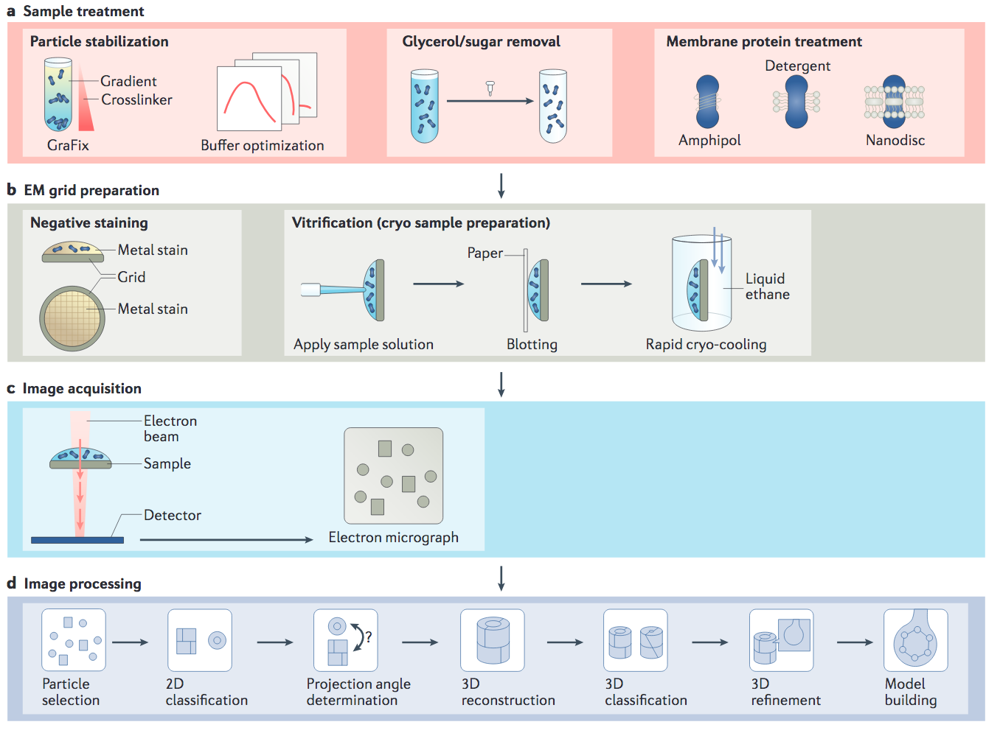 a Sample treatment
Particle stabilization
Gradient
Crosslinker
GraFix
Buffer optimization
Glycerol/sugar removal
Membrane protein treatment
Detergent
Amphipol
Nanodisc
b EM grid preparation
Negative staining
Metal stain
Grid
Metal stain
Vitrification (cryo sample preparation)
Paper
Liquid
ethane
Apply sample solution
Blotting
Rapid cryo-cooling
c Image acquisition
Electron
beam
Sample
Detector
Electron micrograph
d Image processing
?
Particle
selection
2D
classification
Projection angle
determination
3D
reconstruction
3D
classification
3D
refinement
Model
building